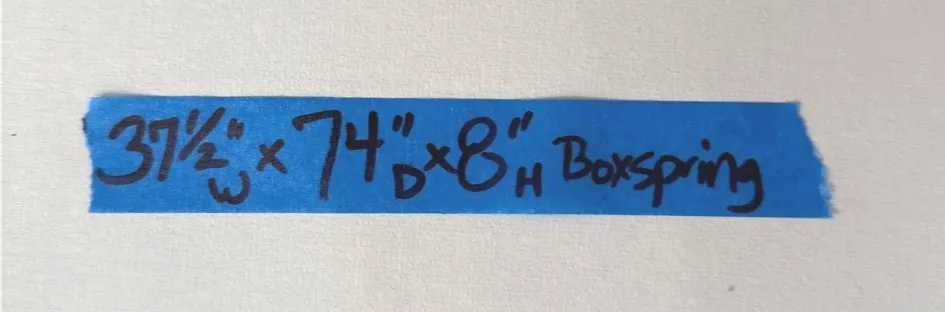 37½"W x 74"D x 8"H Boxspring